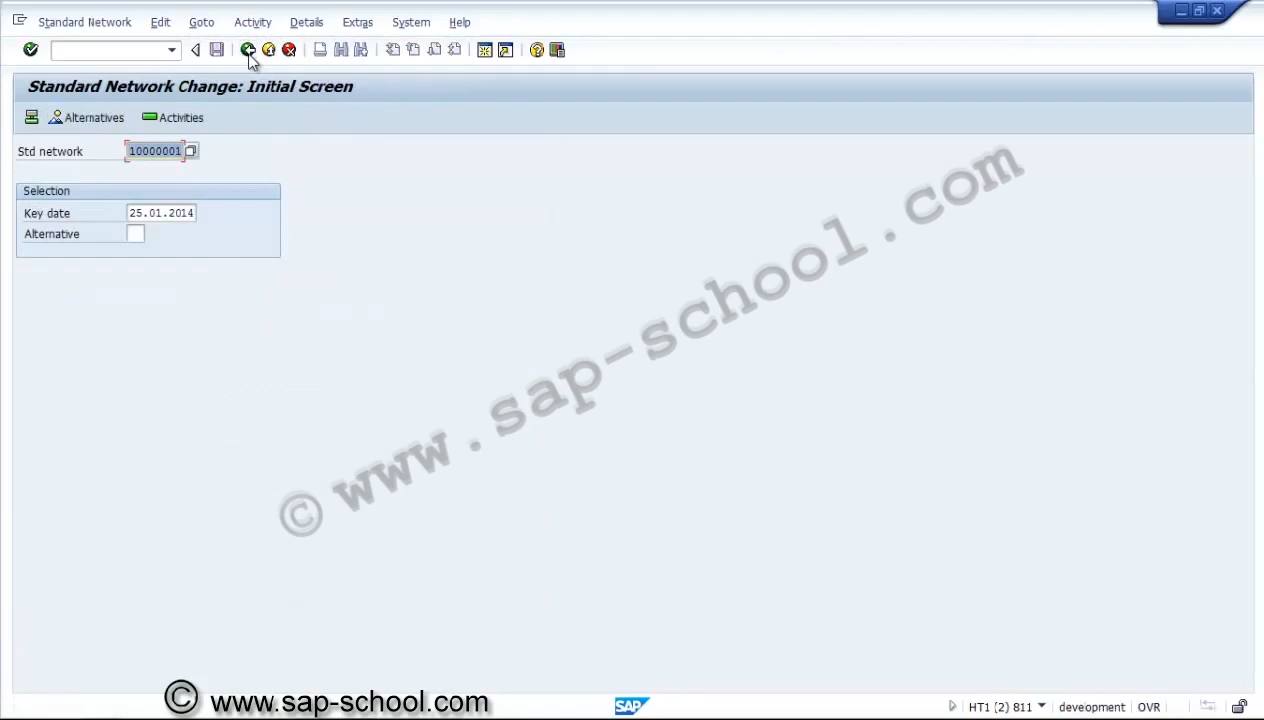 Standard Network Edit Goto Activity Details Extras System Help
Standard Network Change: Initial Screen
Alternatives Activities
Std network 10000001
Selection
Key date 25.01.2014
Alternative
© www.sap-school.com
© www.sap-school.com
SAP HT1 (2) 811 development OVR